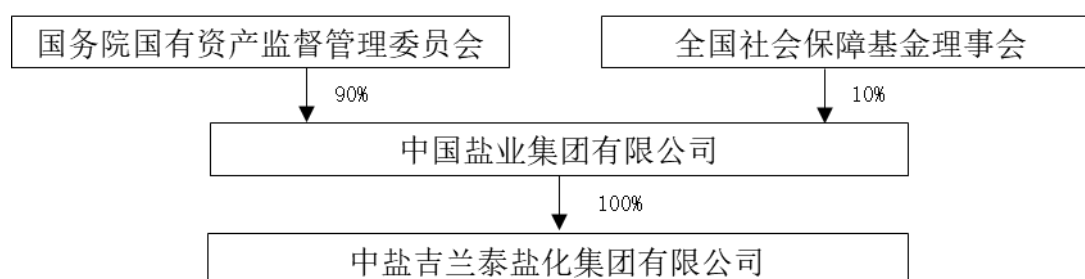 国务院国有资产监督管理委员会
全国社会保障基金理事会
90%
10%
中国盐业集团有限公司
100%
中盐吉兰泰盐化集团有限公司